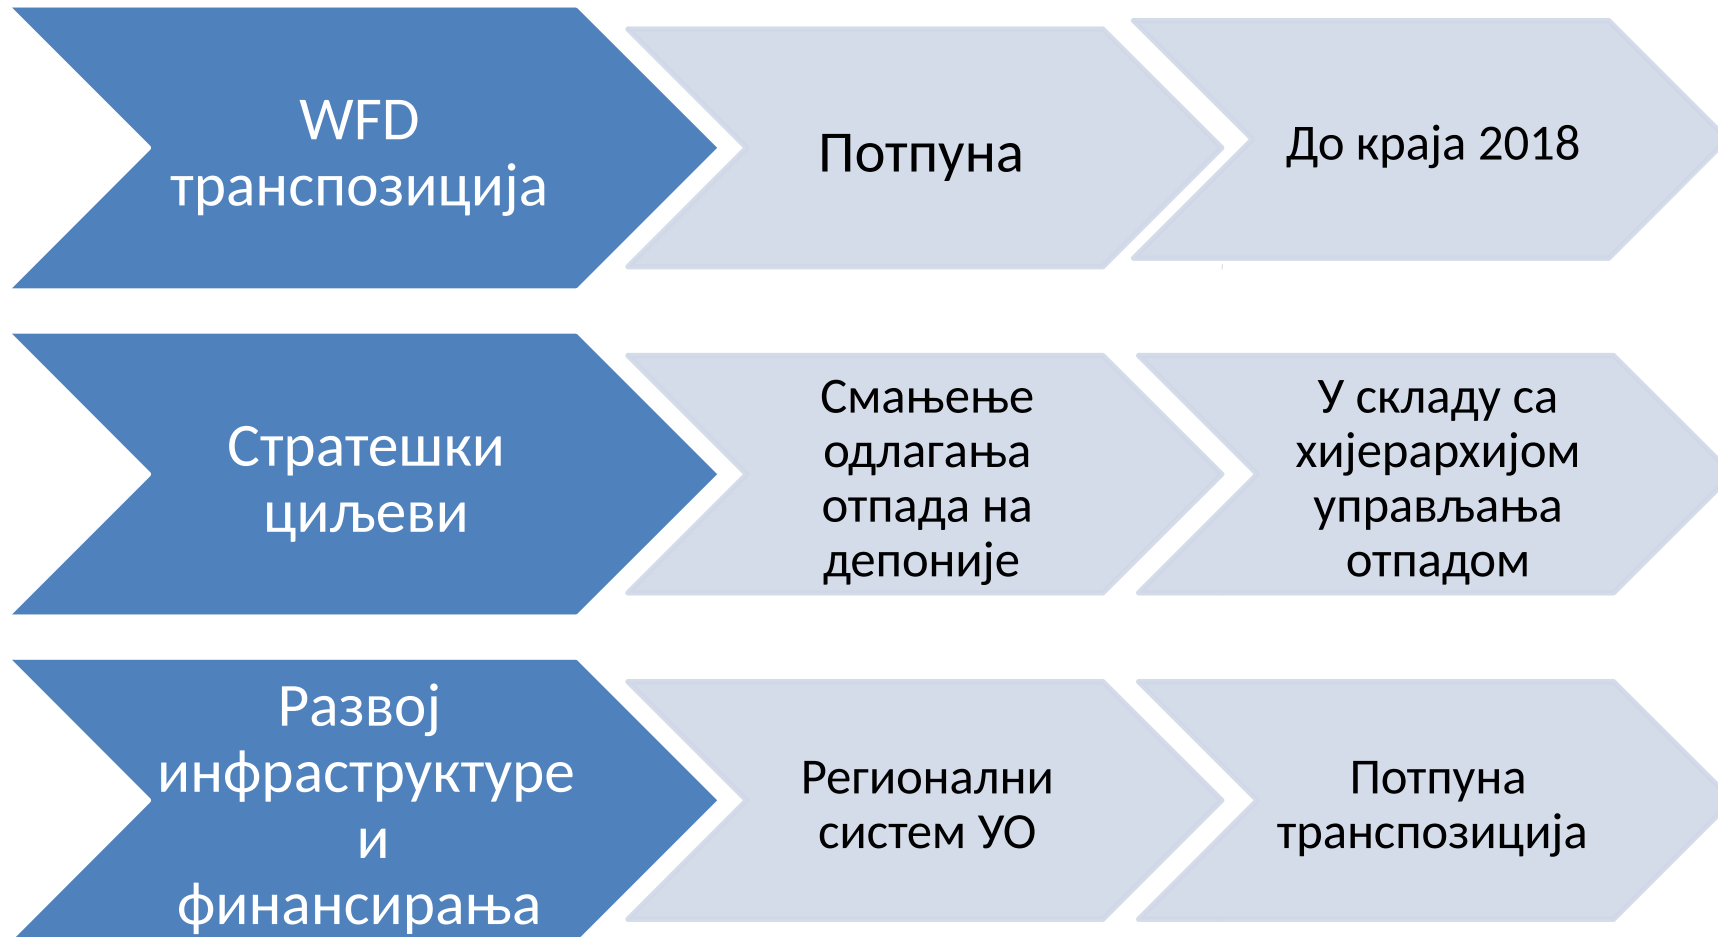 WFD
транспозиција
Потпуна
До краја 2018
Стратешки
циљеви
Смањење
одлагања
отпада на
депоније
У складу са
хијерархијом
управљања
отпадом
Развој
инфраструктуре
и
финансирања
Регионални
систем УО
Потпуна
транспозиција